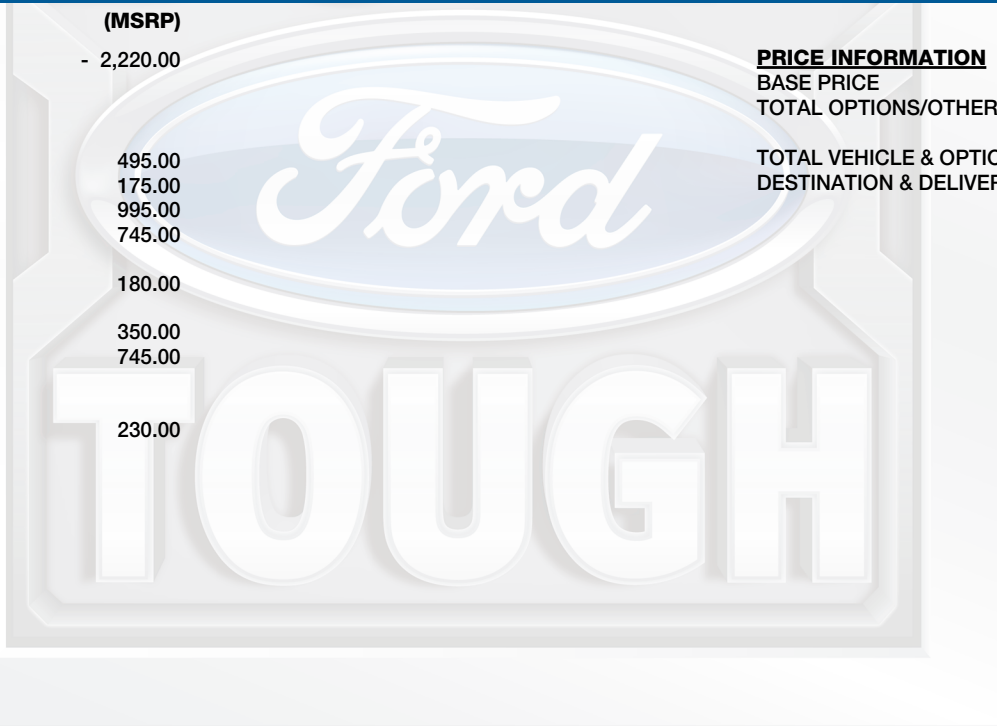 (MSRP)
- 2,220.00
495.00
175.00
995.00
745.00
180.00
350.00
745.00
230.00
PRICE INFORMATION
BASE PRICE
TOTAL OPTIONS/OTHER
TOTAL VEHICLE & OPTIO
DESTINATION & DELIVER
Ford
TOUGH